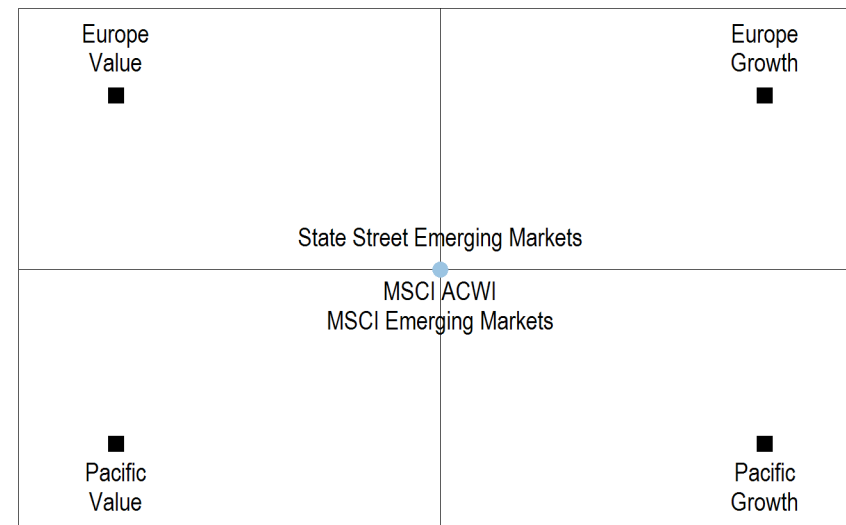 Europe
Value
Europe
Growth
State Street Emerging Markets
MSCI ACWI
MSCI Emerging Markets
Pacific
Value
Pacific
Growth